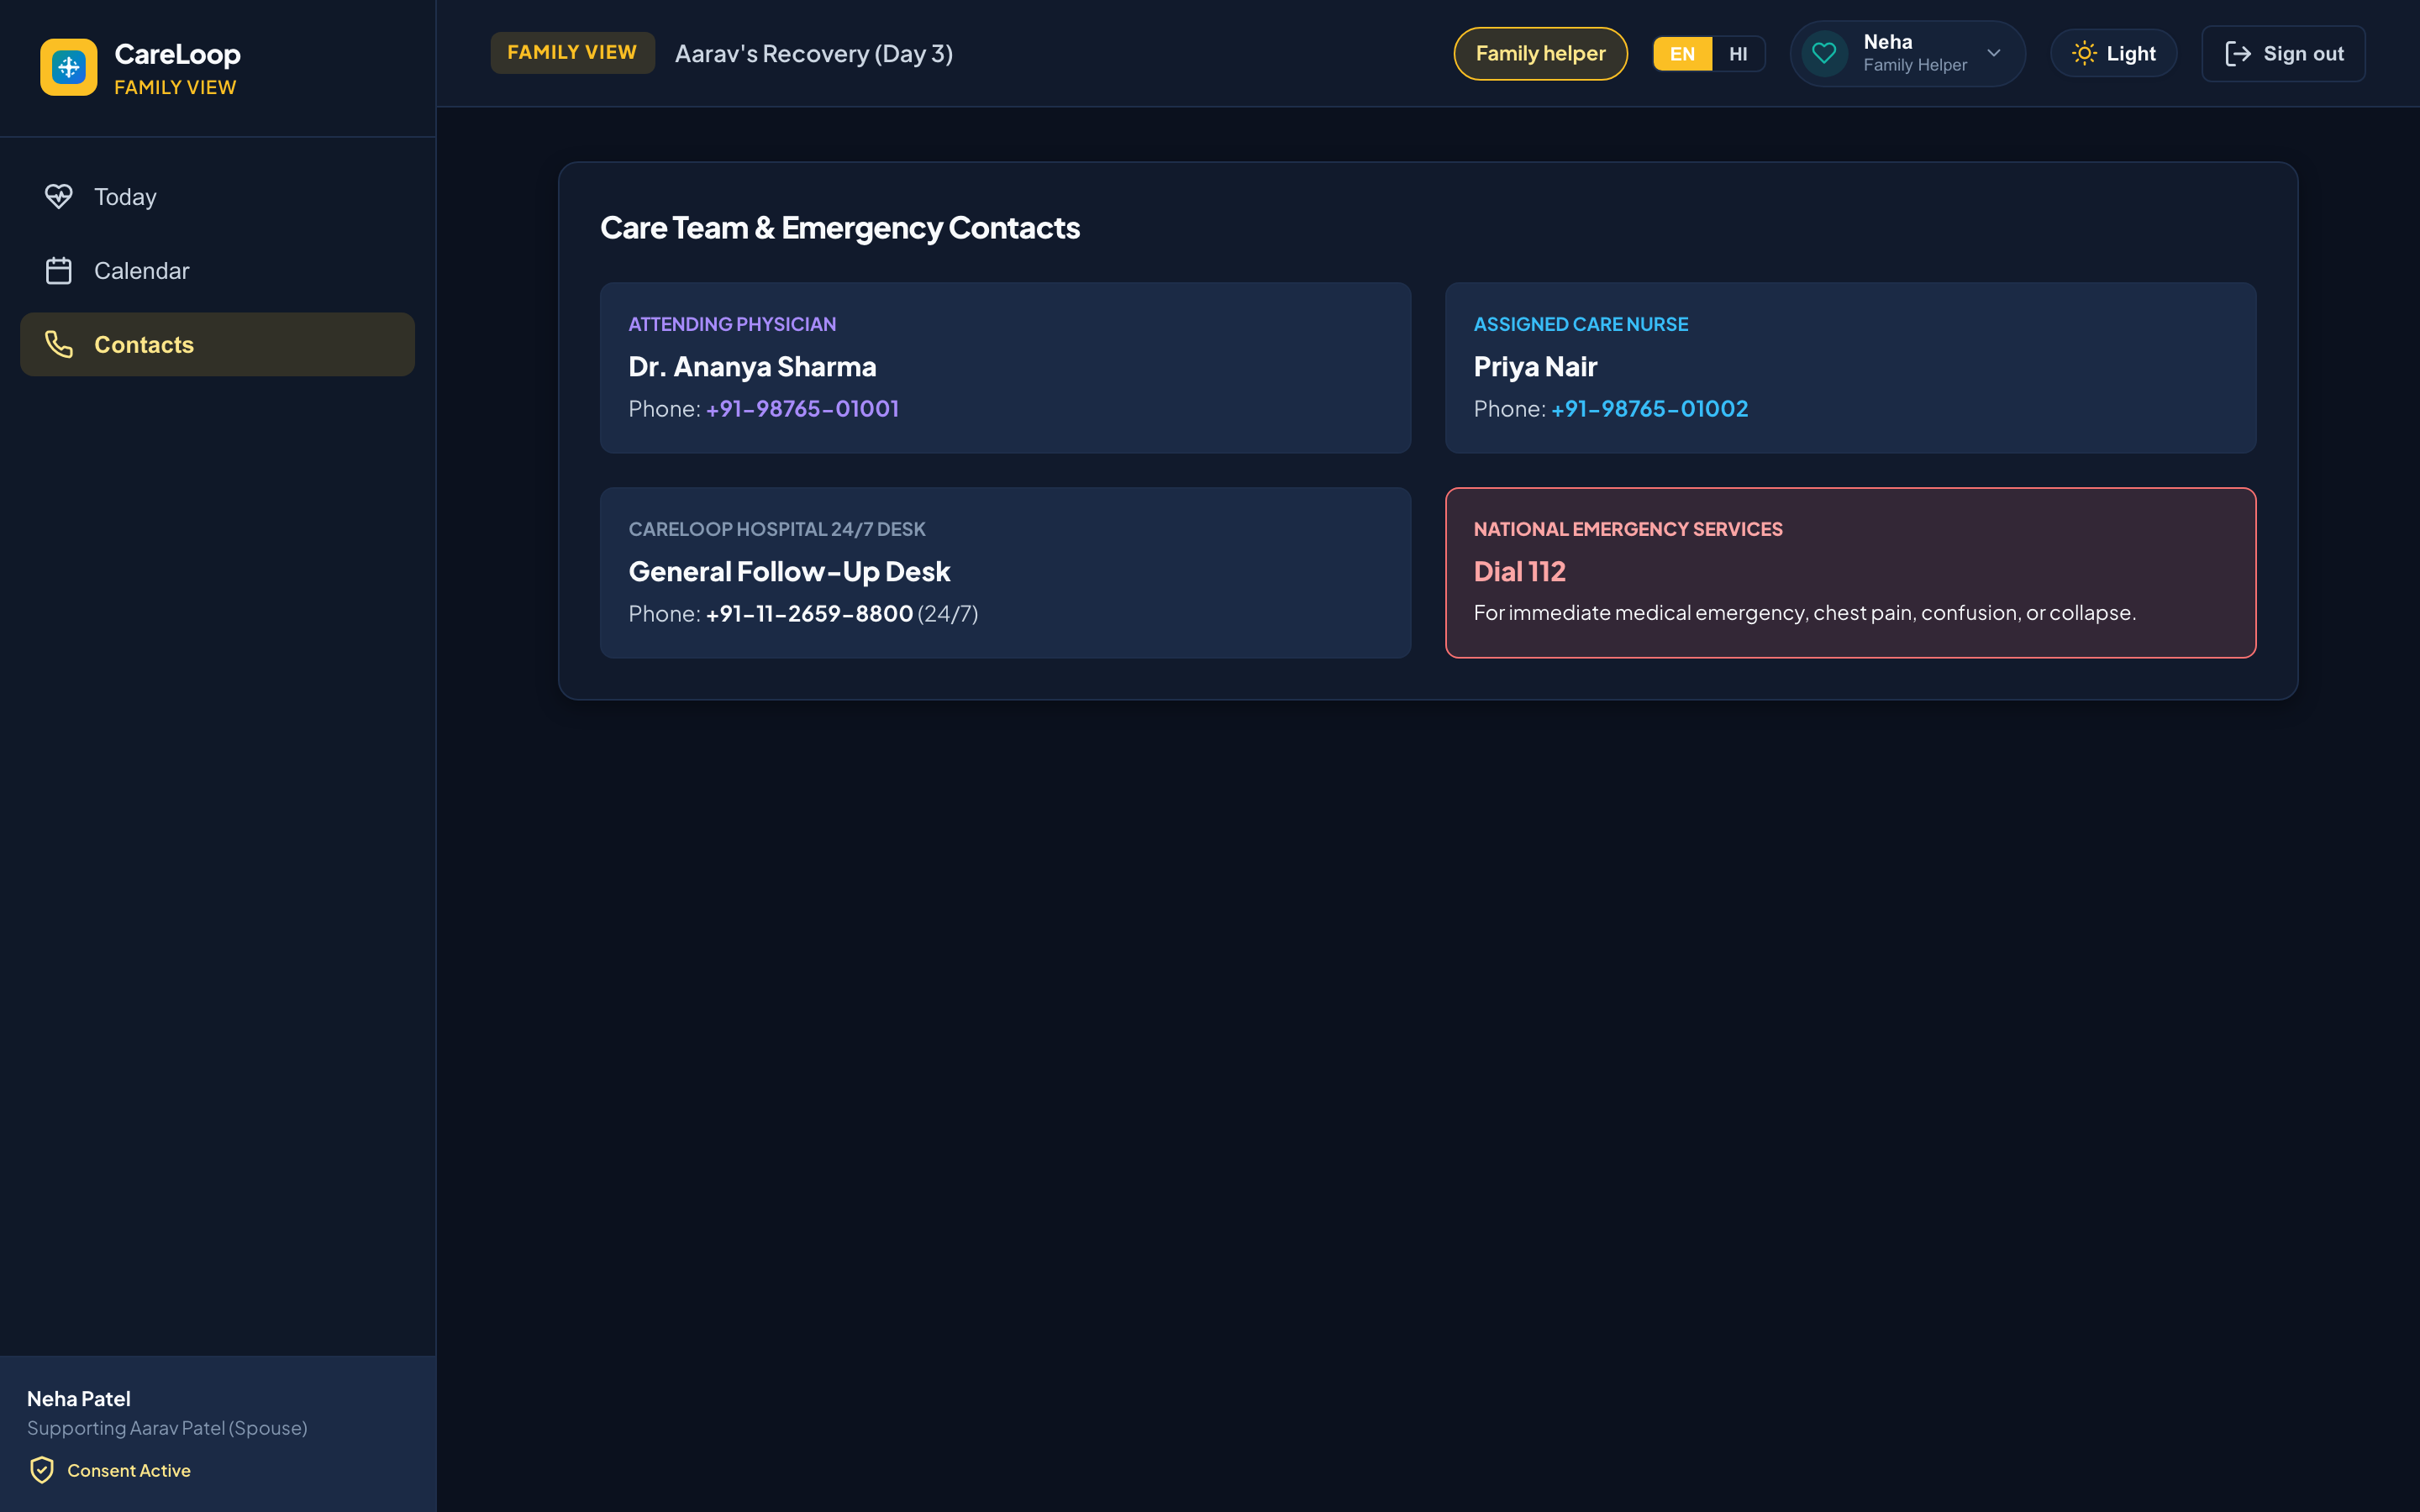 CareLoop
FAMILY VIEW
Today
Calendar
Contacts
Neha Patel
Supporting Aarav Patel (Spouse)
Consent Active
FAMILY VIEW
Aarav's Recovery (Day 3)
Family helper
EN
HI
Neha
Family Helper
Light
Sign out
Care Team & Emergency Contacts
ATTENDING PHYSICIAN
Dr. Ananya Sharma
Phone: +91-98765-01001
ASSIGNED CARE NURSE
Priya Nair
Phone: +91-98765-01002
CARELOOP HOSPITAL 24/7 DESK
General Follow-Up Desk
Phone: +91-11-2659-8800 (24/7)
NATIONAL EMERGENCY SERVICES
Dial 112
For immediate medical emergency, chest pain, confusion, or collapse.